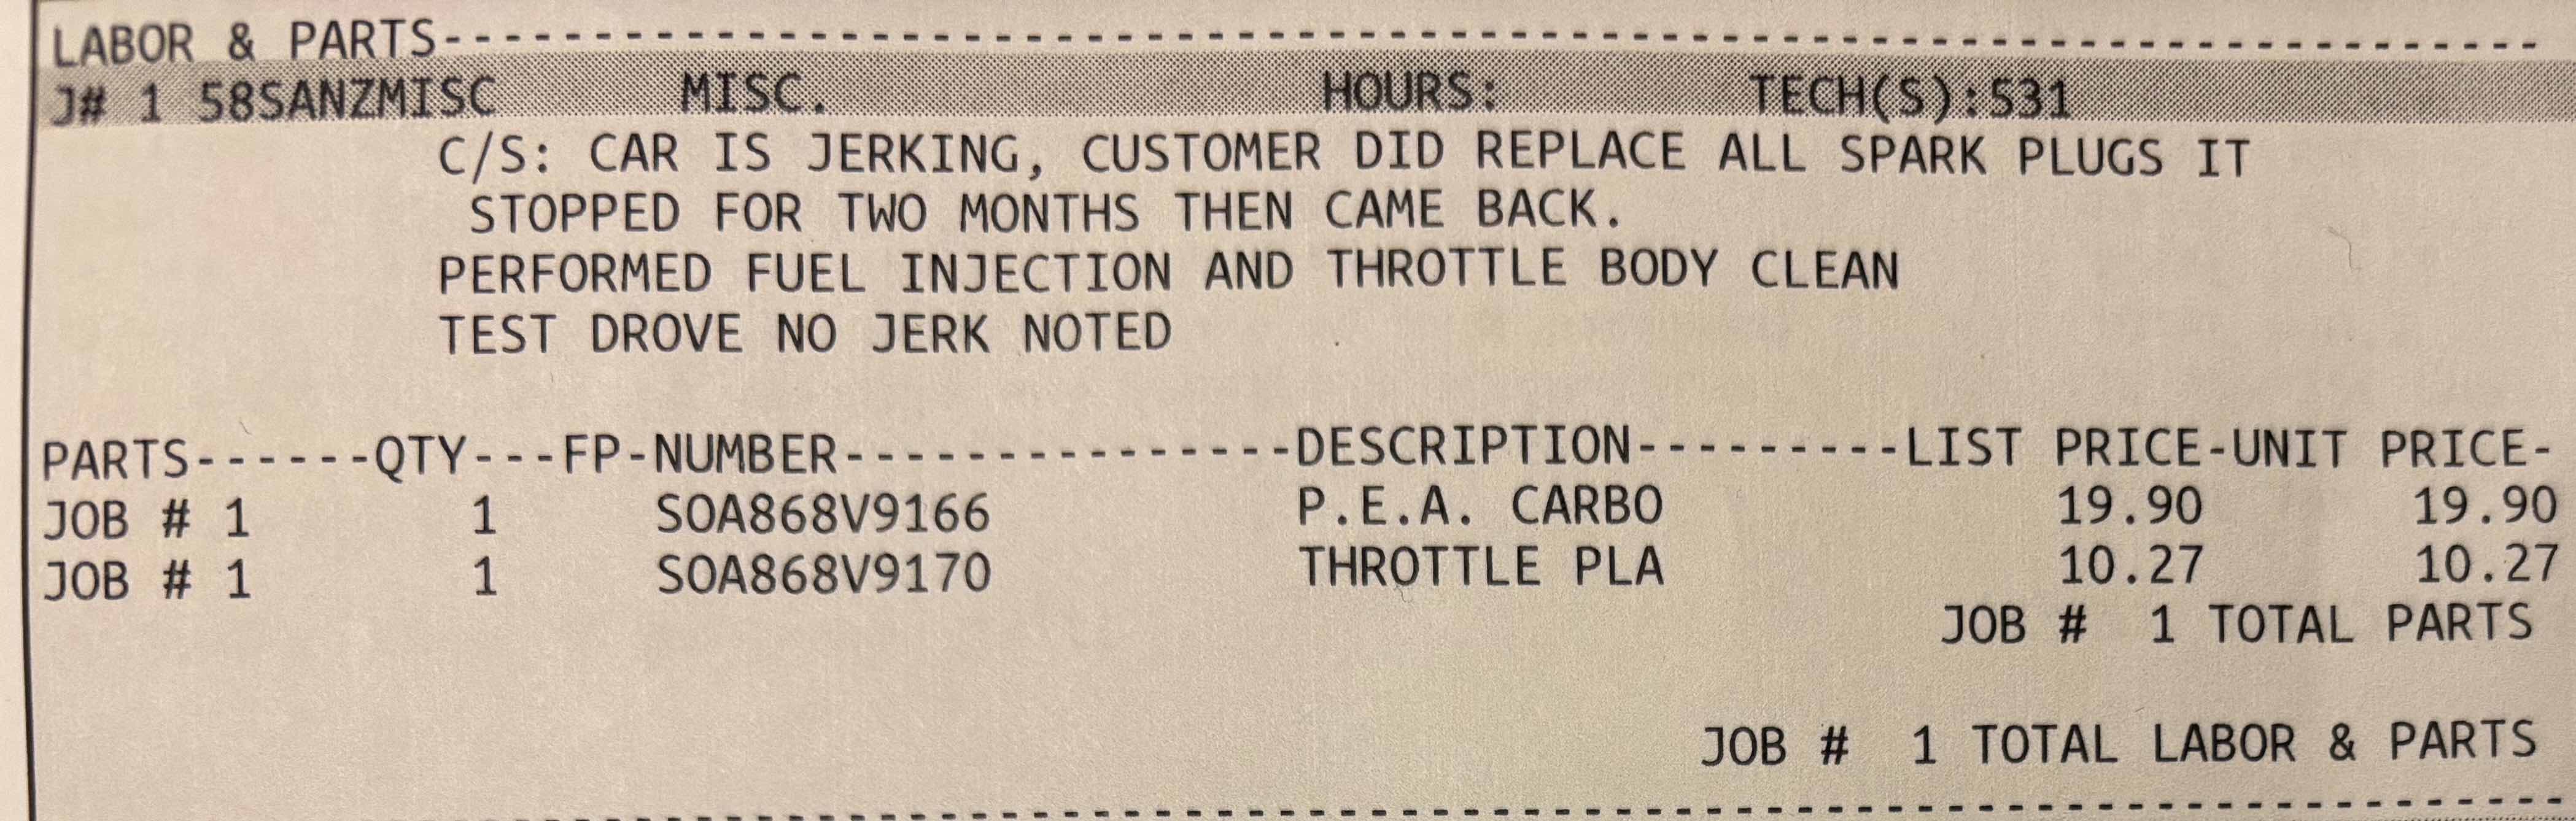 LABOR & PARTS----------------------------------------------------------------------
J# 1 58SANZMISC MISC. HOURS: TECH(S):531
C/S: CAR IS JERKING, CUSTOMER DID REPLACE ALL SPARK PLUGS IT
STOPPED FOR TWO MONTHS THEN CAME BACK.
PERFORMED FUEL INJECTION AND THROTTLE BODY CLEAN
TEST DROVE NO JERK NOTED
PARTS------QTY---FP-NUMBER---------------DESCRIPTION---------LIST PRICE-UNIT PRICE-
JOB # 1 1 SOA868V9166 P.E.A. CARBO 19.90 19.90
JOB # 1 1 SOA868V9170 THROTTLE PLA 10.27 10.27
JOB # 1 TOTAL PARTS
JOB # 1 TOTAL LABOR & PARTS